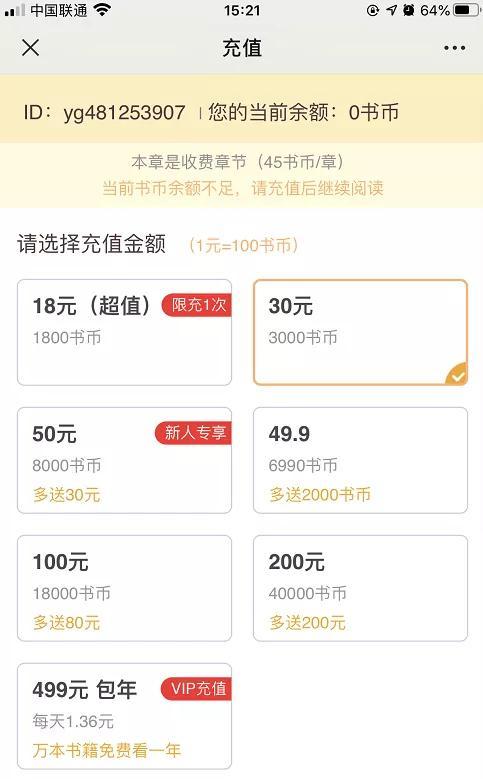 中国联通 15:21 64%
充值
ID：yg481253907 | 您的当前余额：0书币
本章是收费章节（45书币/章）
当前书币余额不足，请充值后继续阅读
请选择充值金额 （1元=100书币）
18元（超值） 限充1次
1800书币
30元
3000书币
50元 新人专享
8000书币
多送30元
49.9
6990书币
多送2000书币
100元
18000书币
多送80元
200元
40000书币
多送200元
499元 包年 VIP充值
每天1.36元
万本书籍免费看一年